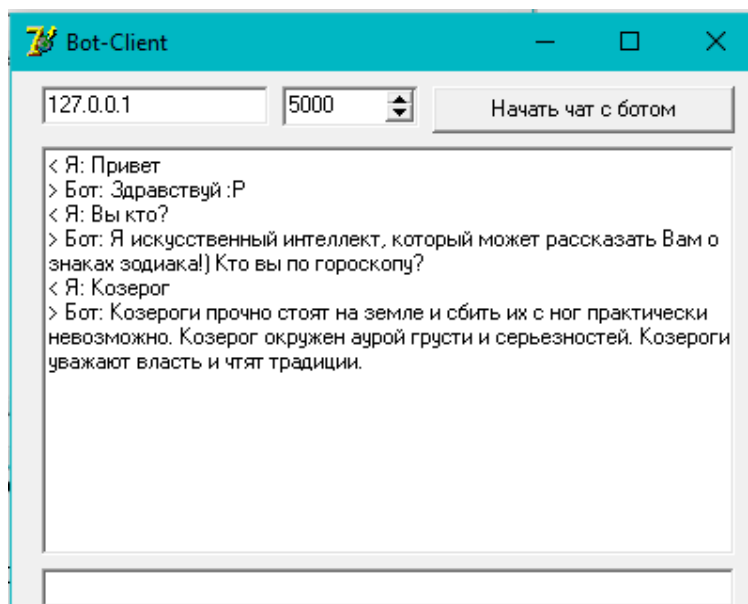 Bot-Client
127.0.0.1 5000 Начать чат с ботом
< Я: Привет
> Бот: Здравствуй :P
< Я: Вы кто?
> Бот: Я искусственный интеллект, который может рассказать Вам о
знаках зодиака!) Кто вы по гороскопу?
< Я: Козерог
> Бот: Козероги прочно стоят на земле и сбить их с ног практически
невозможно. Козерог окружен аурой грусти и серьезностей. Козероги
уважают власть и чтят традиции.